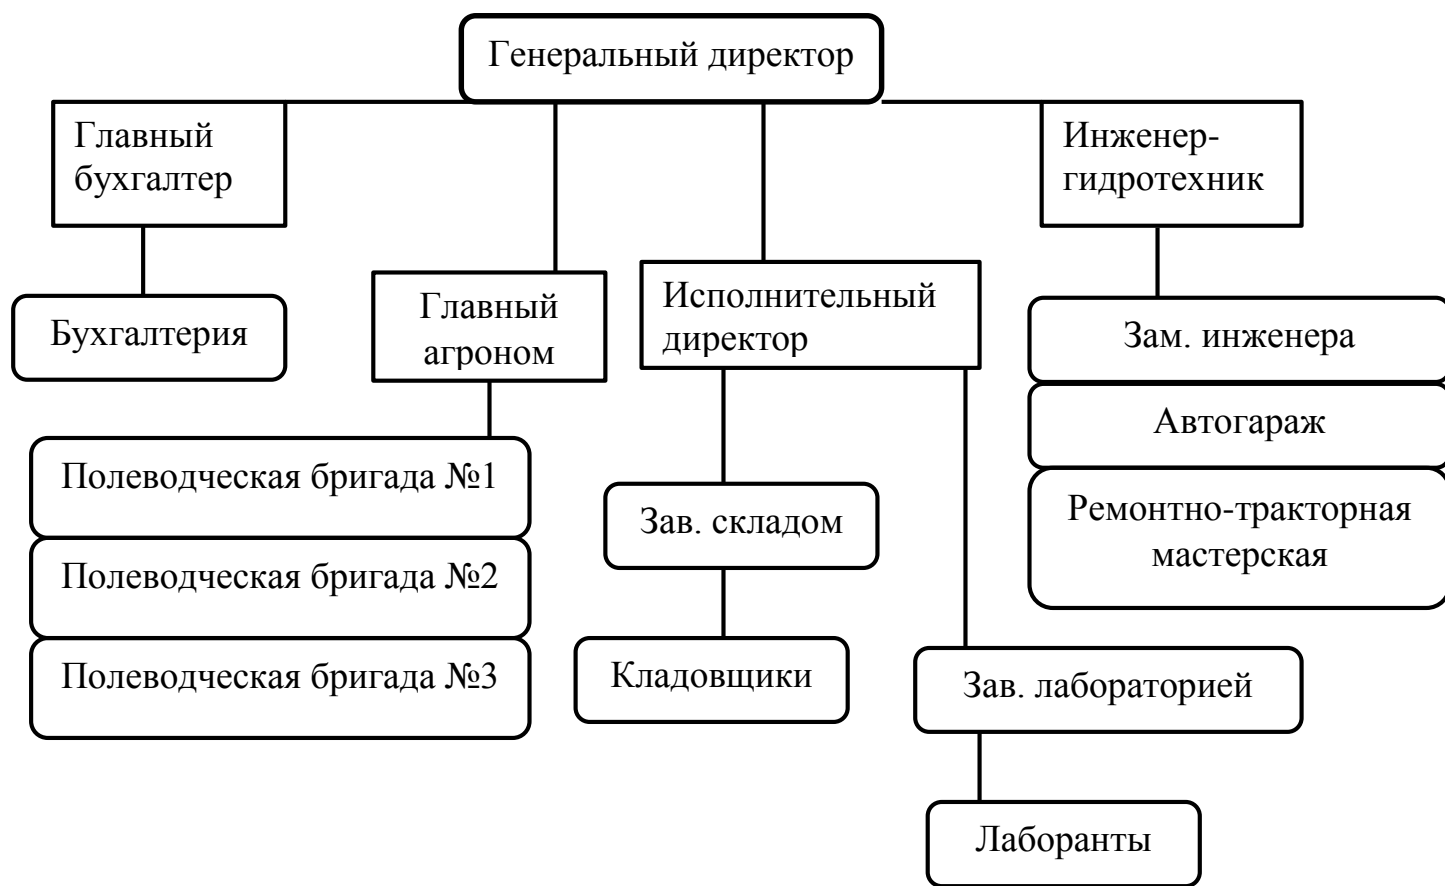 Генеральный директор
Главный
бухгалтер
Инженер-
гидротехник
Главный
агроном
Исполнительный
директор
Бухгалтерия
Зам. инженера
Автогараж
Ремонтно-тракторная
мастерская
Полеводческая бригада №1
Полеводческая бригада №2
Полеводческая бригада №3
Зав. складом
Кладовщики
Зав. лабораторией
Лаборанты